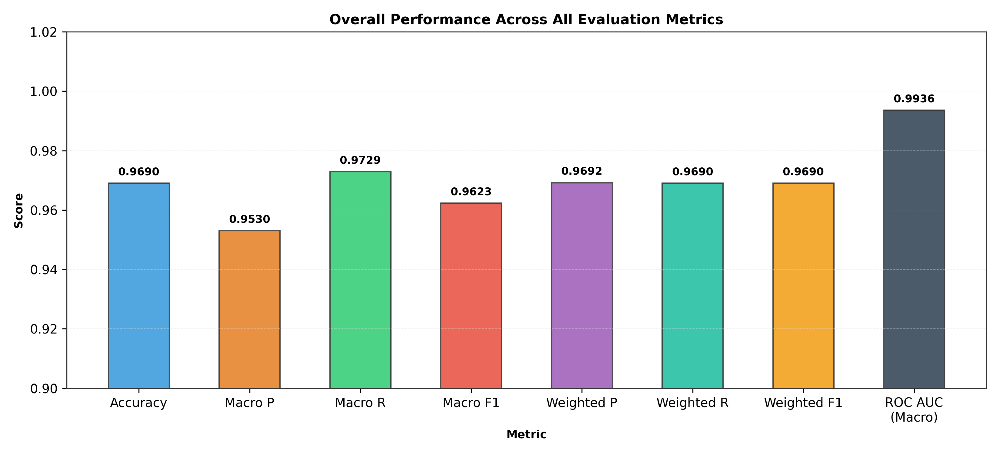 Overall Performance Across All Evaluation Metrics
1.02
1.00
0.98
0.96
0.94
0.92
0.90
Score
0.9690
0.9530
0.9729
0.9623
0.9692
0.9690
0.9690
0.9936
Accuracy
Macro P
Macro R
Macro F1
Weighted P
Weighted R
Weighted F1
ROC AUC
(Macro)
Metric